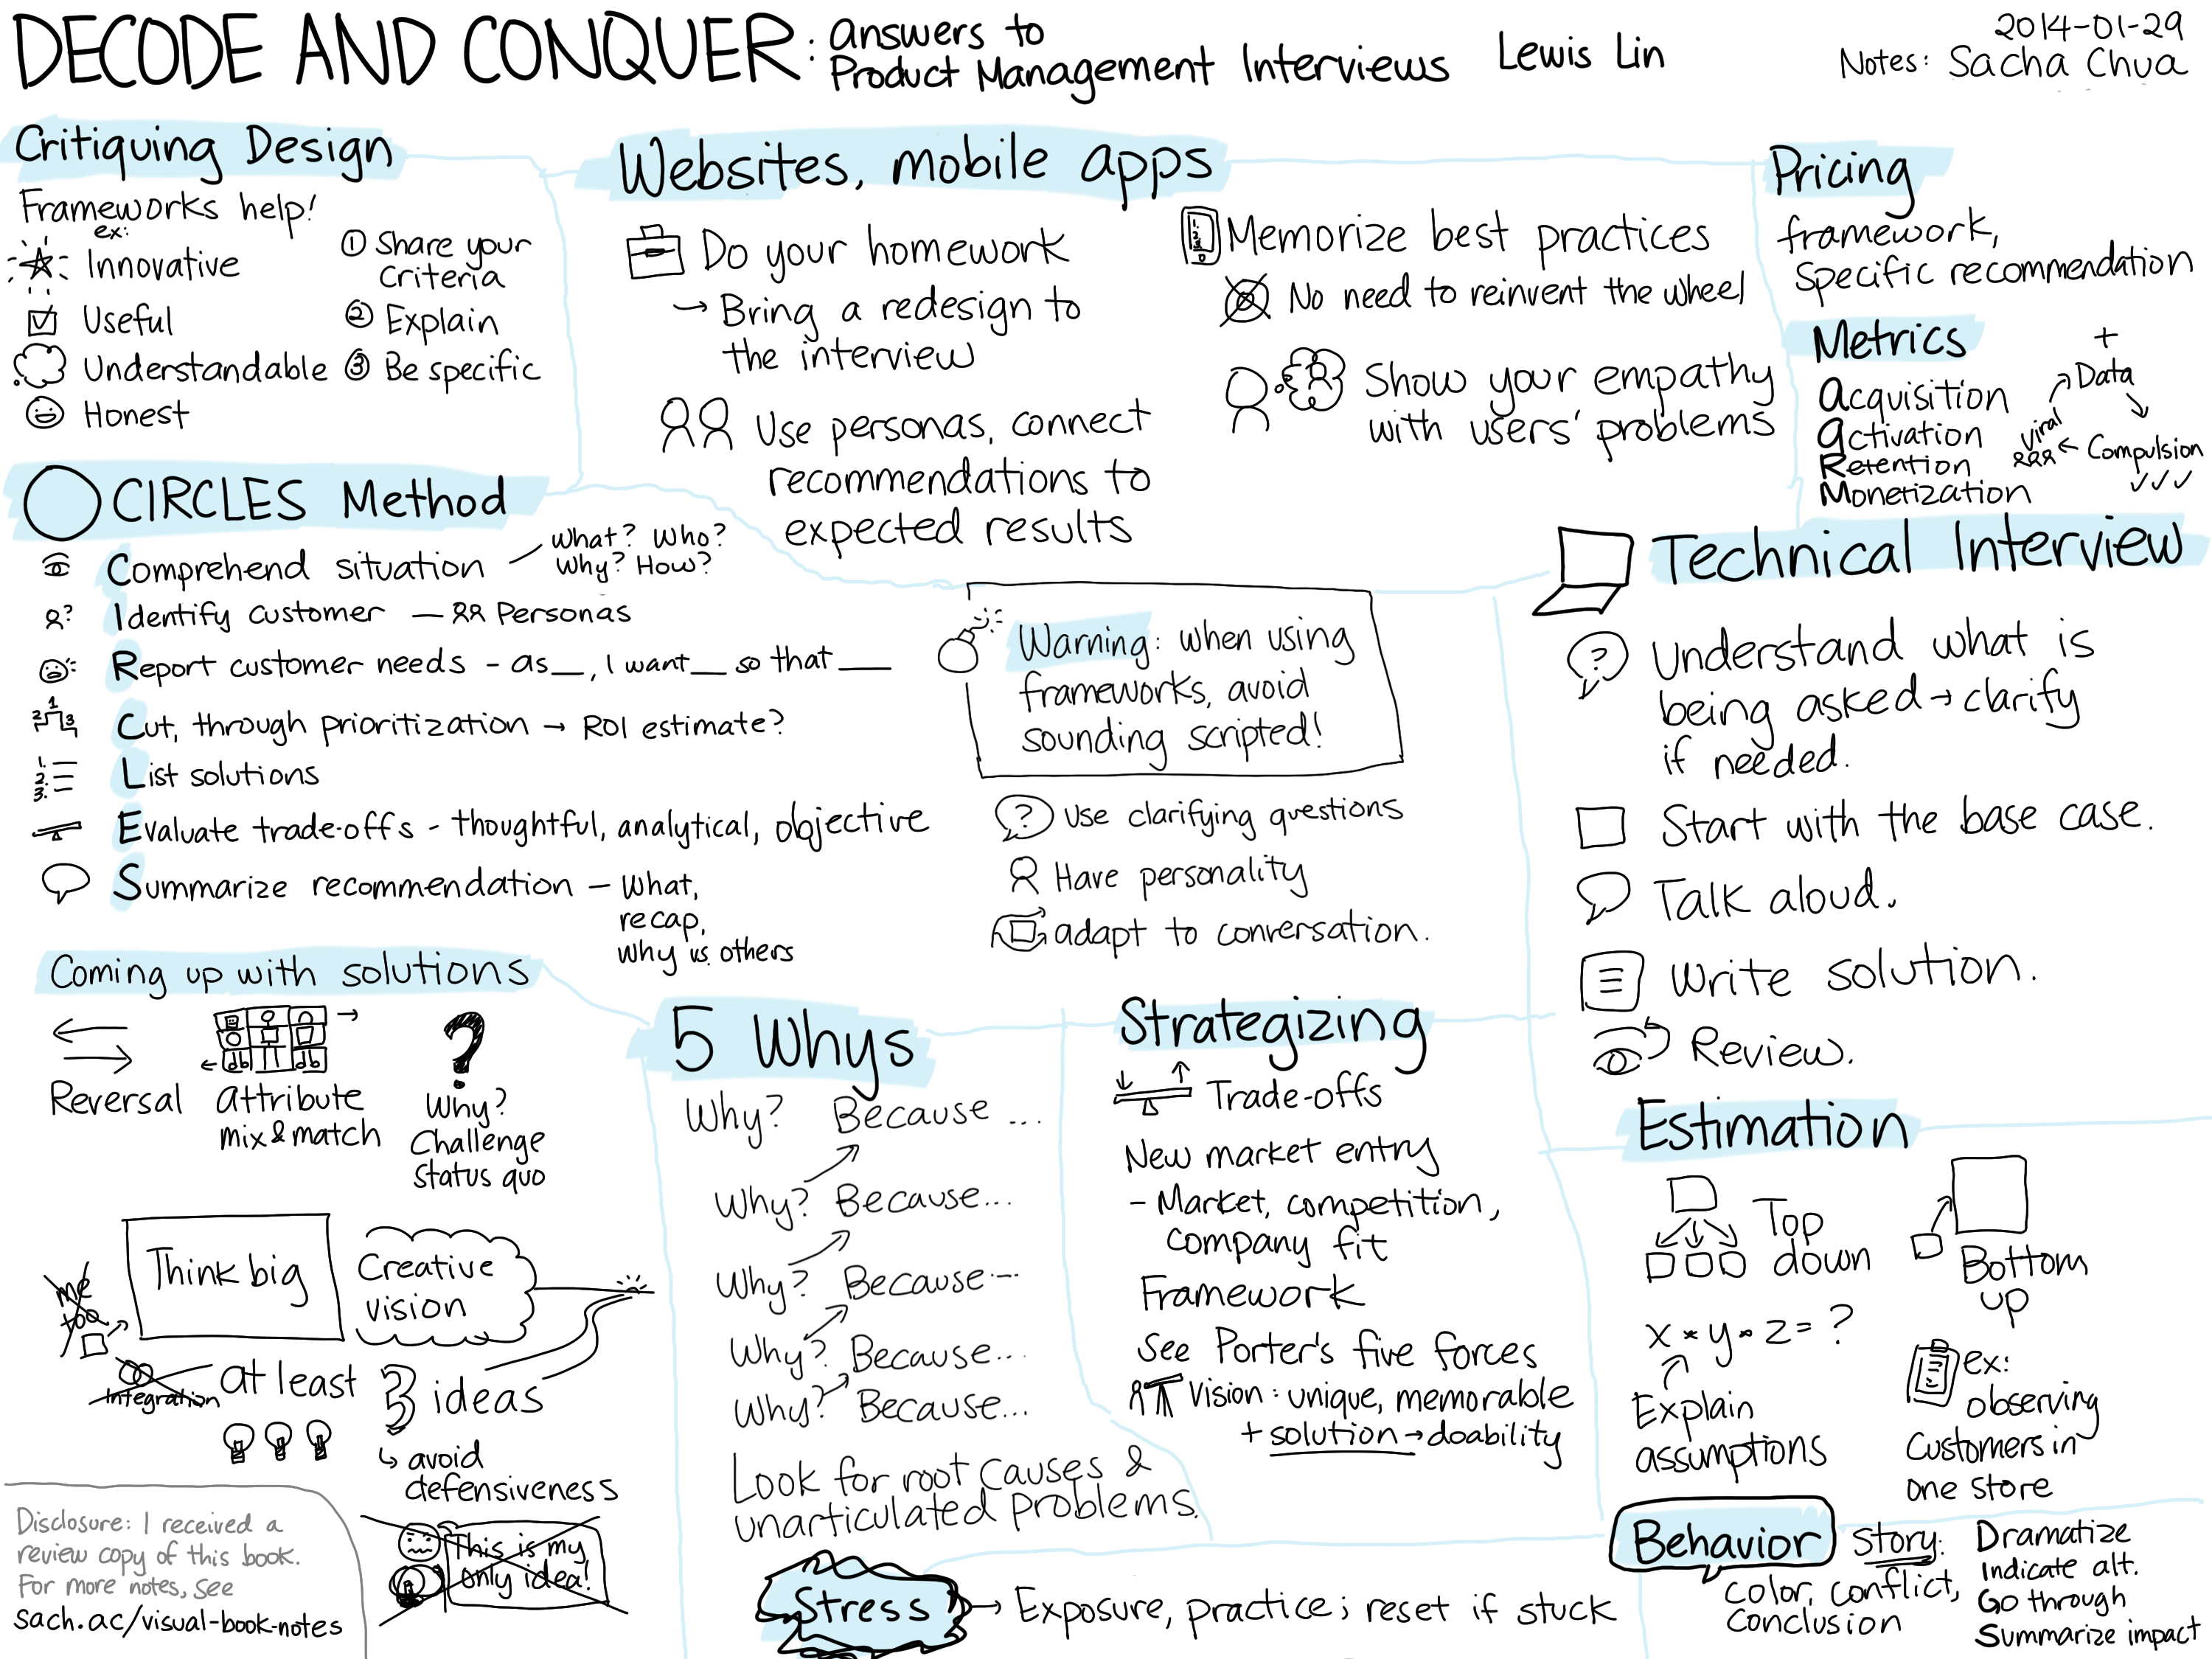 DECODE AND CONQUER: answers to
Product Management Interviews
Lewis Lin
2014-01-29
Notes: Sacha Chua
Critiquing Design
Frameworks help!
ex:
Innovative
Useful
Understandable
Honest
① Share your
criteria
② Explain
③ Be specific
Websites, mobile apps
Do your homework
→ Bring a redesign to
the interview
Use personas, connect
recommendations to
expected results
1
2
3
Memorize best practices
No need to reinvent the wheel
Show your empathy
with users' problems
Pricing
framework,
Specific recommendation
Metrics
Acquisition
Activation
Retention
Monetization
+
Data
Compulsion
Viral
CIRCLES Method
Comprehend situation
What? Who?
Why? How?
Identify customer — Personas
Report customer needs - as__, I want__ so that ___
2 1 3
Cut, through prioritization → ROI estimate?
1.
2.
3.
List solutions
Evaluate trade-offs - thoughtful, analytical, objective
Summarize recommendation — What,
recap,
Why vs. others
Warning: when using
frameworks, avoid
sounding scripted!
? Use clarifying questions
Have personality
adapt to conversation.
Technical Interview
? Understand what is
being asked → clarify
if needed.
Start with the base case.
Talk aloud.
Write solution.
Review.
Coming up with solutions
Reversal
db db
attribute
mix & match
?
Why?
Challenge
status quo
me
too
Think big
Creative
vision
Integration
at least 3 ideas
↳ avoid
defensiveness
This is my
only idea!
Disclosure: I received a
review copy of this book.
For more notes, see
sach.ac/visual-book-notes
5 Whys
Why? Because ...
Why? Because...
Why? Because...
Why? Because...
Why? Because...
Look for root causes &
unarticulated problems.
Strategizing
Trade-offs
New market entry
- Market, competition,
company fit
Framework
See Porter's five forces
Vision: unique, memorable
+ solution → doability
Estimation
Top
down
Bottom
up
x * y * z = ?
Explain
assumptions
ex:
observing
customers in
one store
Stress → Exposure, practice; reset if stuck
Behavior
Story:
color, conflict,
conclusion
Dramatize
Indicate alt.
Go through
Summarize impact